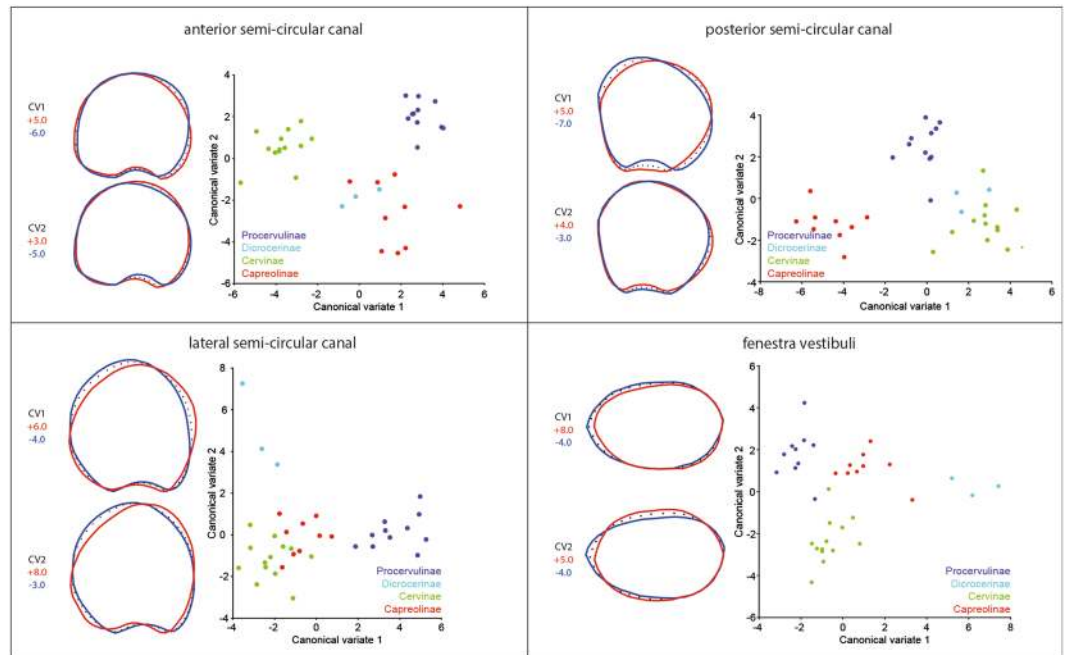 anterior semi-circular canal
CV1
+5.0
-6.0
CV2
+3.0
-5.0
Canonical variate 2
6
4
2
0
-2
-4
-6
Procervulinae
Dicrocerinae
Cervinae
Capreolinae
-6 -4 -2 0 2 4 6
Canonical variate 1
posterior semi-circular canal
CV1
+5.0
-7.0
CV2
+4.0
-3.0
Canonical variate 2
4
2
0
-2
-4
Procervulinae
Dicrocerinae
Cervinae
Capreolinae
-8 -6 -4 -2 0 2 4 6
Canonical variate 1
lateral semi-circular canal
CV1
+6.0
-4.0
CV2
+8.0
-3.0
Canonical variate 2
8
6
4
2
0
-2
-4
Procervulinae
Dicrocerinae
Cervinae
Capreolinae
-4 -2 0 2 4 6
Canonical variate 1
fenestra vestibuli
CV1
+8.0
-4.0
CV2
+5.0
-4.0
Canonical variate 2
6
4
2
0
-2
-4
-6
Procervulinae
Dicrocerinae
Cervinae
Capreolinae
-4 -2 0 2 4 6 8
Canonical variate 1